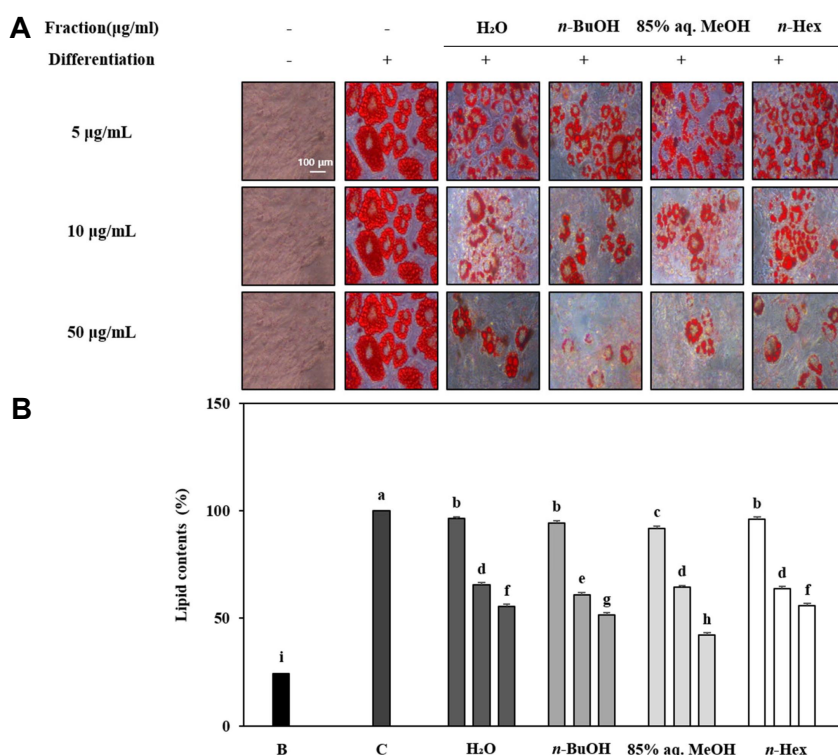 A
Fraction(μg/ml) - - H₂O n-BuOH 85% aq. MeOH n-Hex
Differentiation - + + + + +
5 μg/mL
100 μm
10 μg/mL
50 μg/mL
B
150
100
50
0
Lipid contents (%)
i a b d f b e g c d h b d f
B C H₂O n-BuOH 85% aq. MeOH n-Hex